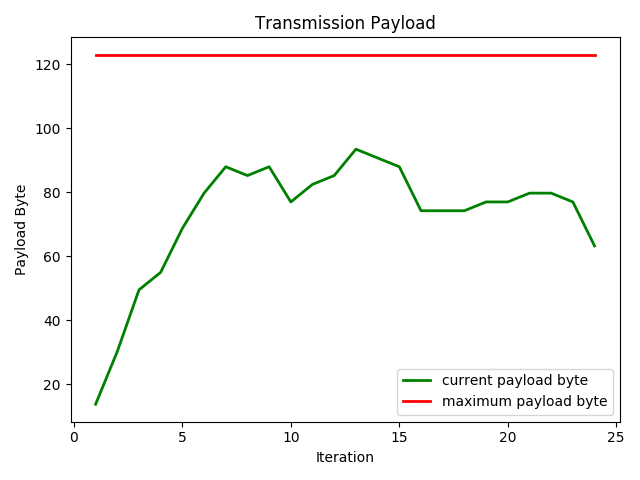 Transmission Payload
120
100
80
60
40
20
Payload Byte
0
5
10
15
20
25
Iteration
current payload byte
maximum payload byte